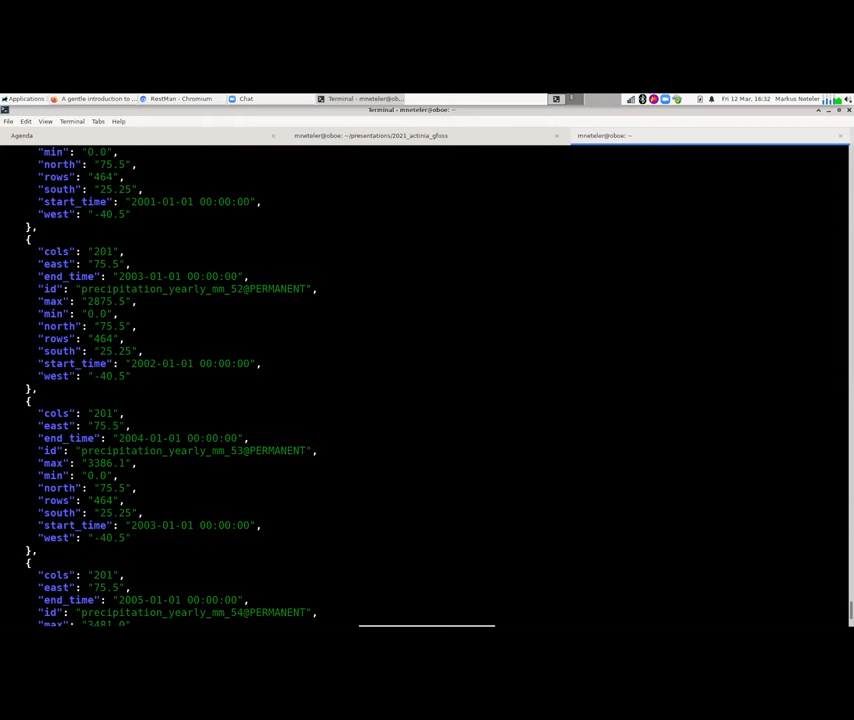 Applications
A gentle introduction to ...
RestMan - Chromium
Chat
Terminal - mneteler@ob...
Fri 12 Mar, 16:32 Markus Neteler
Terminal - mneteler@oboe: ~
File Edit View Terminal Tabs Help
Agenda
mneteler@oboe: ~/presentations/2021_actinia_gfoss
mneteler@oboe: ~
"min": "0.0",
"north": "75.5",
"rows": "464",
"south": "25.25",
"start_time": "2001-01-01 00:00:00",
"west": "-40.5"
},
{
"cols": "201",
"east": "75.5",
"end_time": "2003-01-01 00:00:00",
"id": "precipitation_yearly_mm_52@PERMANENT",
"max": "2875.5",
"min": "0.0",
"north": "75.5",
"rows": "464",
"south": "25.25",
"start_time": "2002-01-01 00:00:00",
"west": "-40.5"
},
{
"cols": "201",
"east": "75.5",
"end_time": "2004-01-01 00:00:00",
"id": "precipitation_yearly_mm_53@PERMANENT",
"max": "3386.1",
"min": "0.0",
"north": "75.5",
"rows": "464",
"south": "25.25",
"start_time": "2003-01-01 00:00:00",
"west": "-40.5"
},
{
"cols": "201",
"east": "75.5",
"end_time": "2005-01-01 00:00:00",
"id": "precipitation_yearly_mm_54@PERMANENT",
"max": "3481.0"